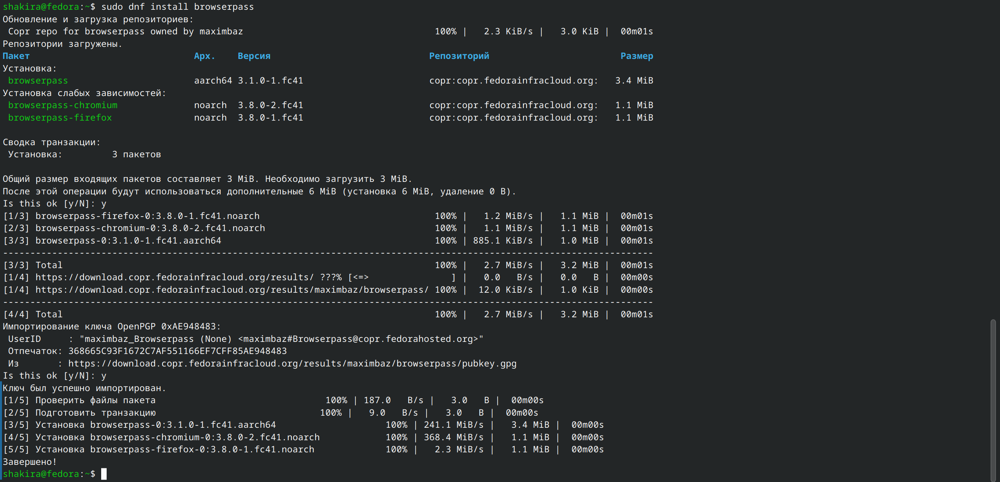 shakira@fedora:~$ sudo dnf install browserpass
Обновление и загрузка репозиториев:
 Copr repo for browserpass owned by maximbaz 100% | 2.3 KiB/s | 3.0 KiB | 00m01s
Репозитории загружены.
Пакет Арх. Версия Репозиторий Размер
Установка:
 browserpass aarch64 3.1.0-1.fc41 copr:copr.fedorainfracloud.org: 3.4 MiB
Установка слабых зависимостей:
 browserpass-chromium noarch 3.8.0-2.fc41 copr:copr.fedorainfracloud.org: 1.1 MiB
 browserpass-firefox noarch 3.8.0-1.fc41 copr:copr.fedorainfracloud.org: 1.1 MiB
Сводка транзакции:
 Установка: 3 пакетов
Общий размер входящих пакетов составляет 3 MiB. Необходимо загрузить 3 MiB.
После этой операции будут использоваться дополнительные 6 MiB (установка 6 MiB, удаление 0 B).
Is this ok [y/N]: y
[1/3] browserpass-firefox-0:3.8.0-1.fc41.noarch 100% | 1.2 MiB/s | 1.1 MiB | 00m01s
[2/3] browserpass-chromium-0:3.8.0-2.fc41.noarch 100% | 1.1 MiB/s | 1.1 MiB | 00m01s
[3/3] browserpass-0:3.1.0-1.fc41.aarch64 100% | 885.1 KiB/s | 1.0 MiB | 00m01s
-----------------------------------------------------------------------------------------------------------------------
[3/3] Total 100% | 2.7 MiB/s | 3.2 MiB | 00m01s
[1/4] https://download.copr.fedorainfracloud.org/results/ ???% [<=> ] | 0.0 B/s | 0.0 B | 00m00s
[1/4] https://download.copr.fedorainfracloud.org/results/maximbaz/browserpass/ 100% | 12.0 KiB/s | 1.0 KiB | 00m00s
-----------------------------------------------------------------------------------------------------------------------
[4/4] Total 100% | 2.7 MiB/s | 3.2 MiB | 00m01s
Импортирование ключа OpenPGP 0xAE948483:
 UserID : "maximbaz_Browserpass (None) <maximbaz#Browserpass@copr.fedorahosted.org>"
 Отпечаток: 368665C93F1672C7AF551166EF7CFF85AE948483
 Из : https://download.copr.fedorainfracloud.org/results/maximbaz/browserpass/pubkey.gpg
Is this ok [y/N]: y
Ключ был успешно импортирован.
[1/5] Проверить файлы пакета 100% | 187.0 B/s | 3.0 B | 00m00s
[2/5] Подготовить транзакцию 100% | 9.0 B/s | 3.0 B | 00m00s
[3/5] Установка browserpass-0:3.1.0-1.fc41.aarch64 100% | 241.1 MiB/s | 3.4 MiB | 00m00s
[4/5] Установка browserpass-chromium-0:3.8.0-2.fc41.noarch 100% | 368.4 MiB/s | 1.1 MiB | 00m00s
[5/5] Установка browserpass-firefox-0:3.8.0-1.fc41.noarch 100% | 2.3 MiB/s | 1.1 MiB | 00m00s
Завершено!
shakira@fedora:~$